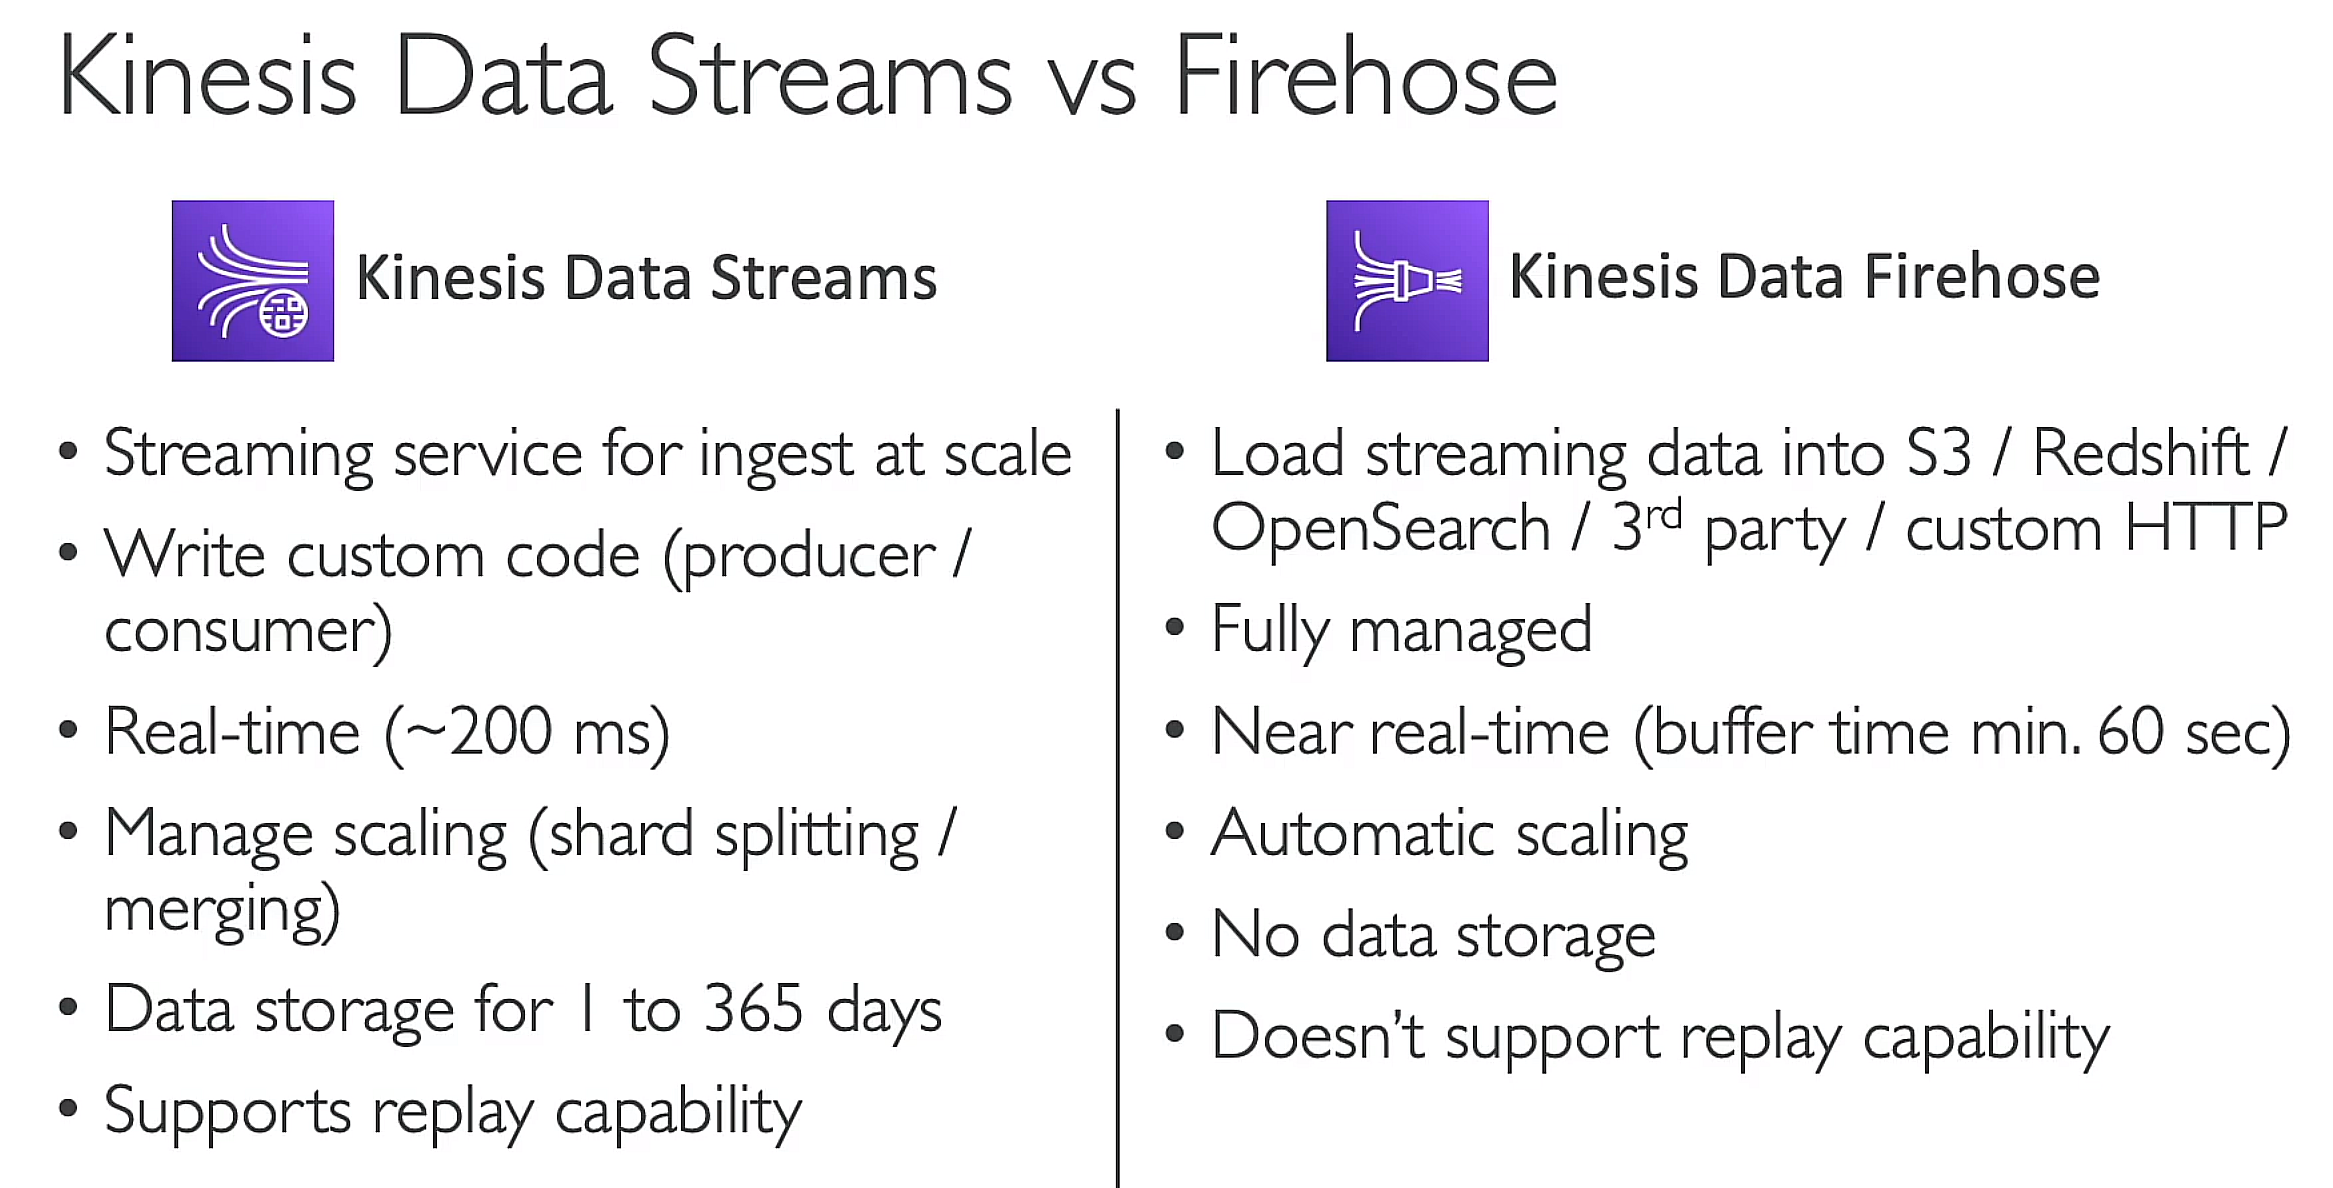 Kinesis Data Streams vs Firehose
Kinesis Data Streams
• Streaming service for ingest at scale
• Write custom code (producer /
consumer)
• Real-time (~200 ms)
• Manage scaling (shard splitting /
merging)
• Data storage for 1 to 365 days
• Supports replay capability
Kinesis Data Firehose
• Load streaming data into S3 / Redshift /
OpenSearch / 3rd party / custom HTTP
• Fully managed
• Near real-time (buffer time min. 60 sec)
• Automatic scaling
• No data storage
• Doesn’t support replay capability